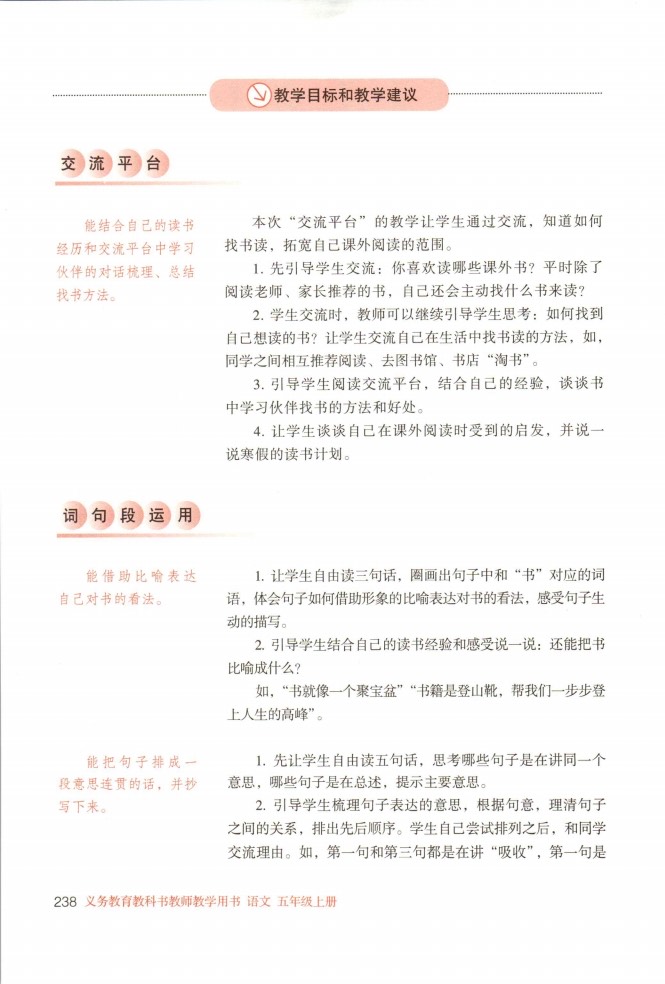 教学目标和教学建议
交流平台
能结合自己的读书
经历和交流平台中学习
伙伴的对话梳理、总结
找书方法。
本次“交流平台”的教学让学生通过交流，知道如何
找书读，拓宽自己课外阅读的范围。
1. 先引导学生交流：你喜欢读哪些课外书？平时除了
阅读老师、家长推荐的书，自己还会主动找什么书来读？
2. 学生交流时，教师可以继续引导学生思考：如何找到
自己想读的书？让学生交流自己在生活中找书读的方法，如，
同学之间相互推荐阅读、去图书馆、书店“淘书”。
3. 引导学生阅读交流平台，结合自己的经验，谈谈书
中学习伙伴找书的方法和好处。
4. 让学生谈谈自己在课外阅读时受到的启发，并说一
说寒假的读书计划。
词句段运用
能借助比喻表达
自己对书的看法。
1. 让学生自由读三句话，圈画出句子中和“书”对应的词
语，体会句子如何借助形象的比喻表达对书的看法，感受句子生
动的描写。
2. 引导学生结合自己的读书经验和感受说一说：还能把书
比喻成什么？
如，“书就像一个聚宝盆”“书籍是登山靴，帮我们一步步登
上人生的高峰”。
能把句子排成一
段意思连贯的话，并抄
写下来。
1. 先让学生自由读五句话，思考哪些句子是在讲同一个
意思，哪些句子是在总述，提示主要意思。
2. 引导学生梳理句子表达的意思，根据句意，理清句子
之间的关系，排出先后顺序。学生自己尝试排列之后，和同学
交流理由。如，第一句和第三句都是在讲“吸收”，第一句是
238 义务教育教科书教师教学用书 语文 五年级上册